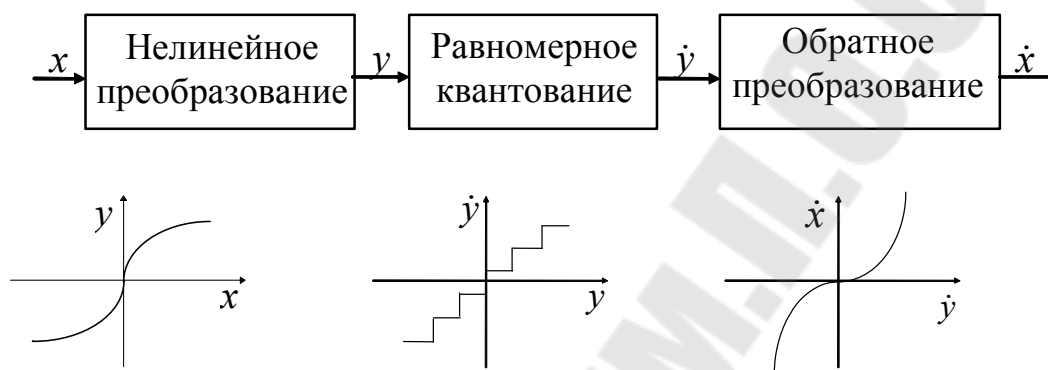 x
Нелинейное
преобразование
y
Равномерное
квантование
ẏ
Обратное
преобразование
ẋ
y
x
ẏ
y
ẋ
ẏ